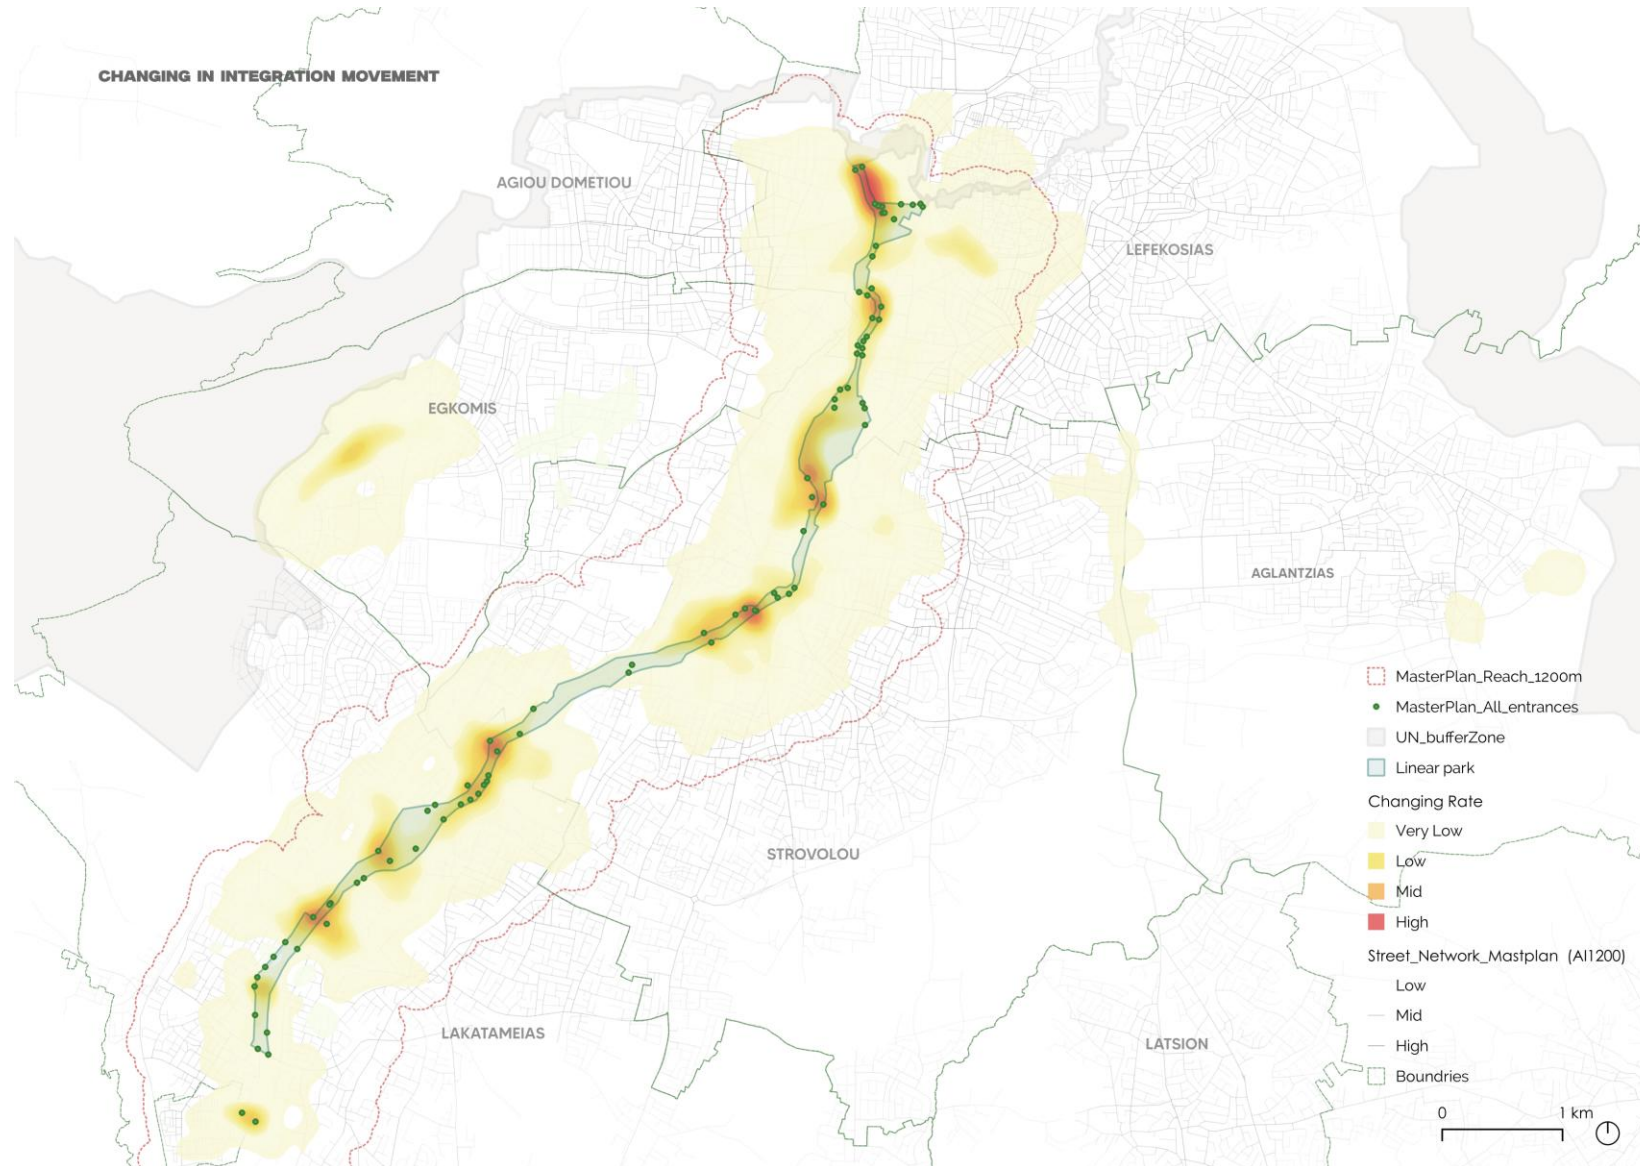 CHANGING IN INTEGRATION MOVEMENT
AGIOU DOMETIOU
LEFEKOSIAS
EGKOMIS
AGLANTZIAS
STROVOLOU
LAKATAMEIAS
LATSION
MasterPlan_Reach_1200m
MasterPlan_All_entrances
UN_bufferZone
Linear park
Changing Rate
Very Low
Low
Mid
High
Street_Network_Mastplan (AI1200)
Low
Mid
High
Boundries
0 1 km